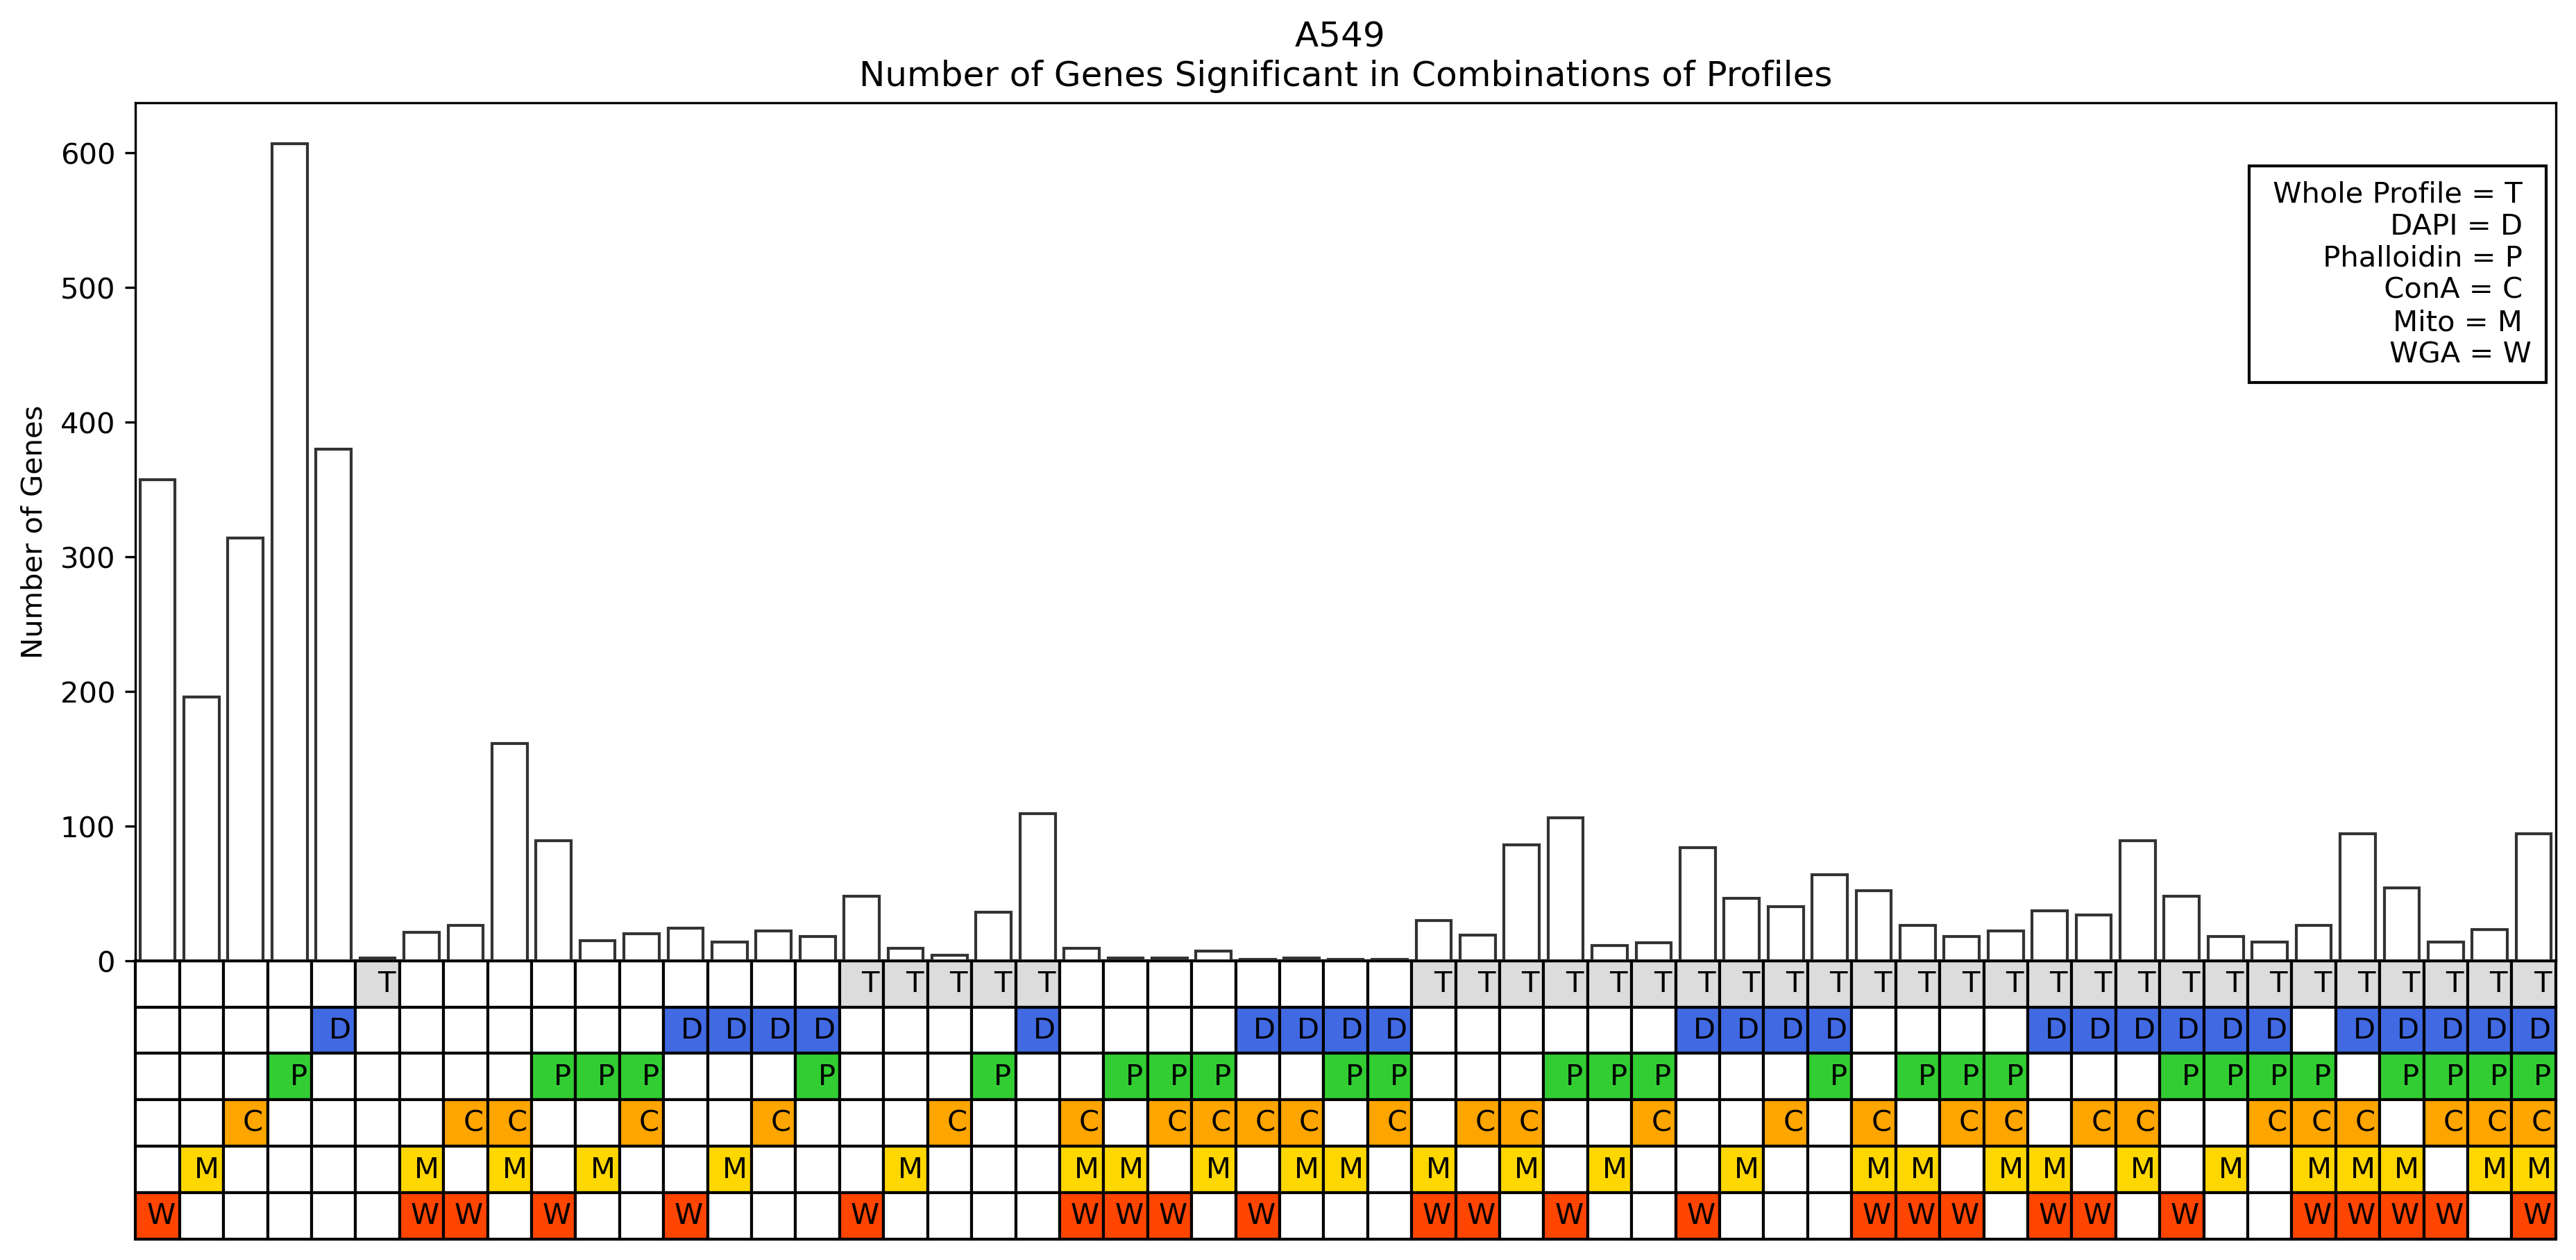 A549
Number of Genes Significant in Combinations of Profiles
Number of Genes
600
500
400
300
200
100
0
Whole Profile = T
DAPI = D
Phalloidin = P
ConA = C
Mito = M
WGA = W
T T T T T T T T T T T T T T T T T T T T T T T T T T T T T T T T
D D D D D D D D D D D D D D D D D D D D D D D D D
P P P P P P P P P P P P P P P P P P P P P P P P P P
C C C C C C C C C C C C C C C C C C C C C C C C C C C
M M M M M M M M M M M M M M M M M M M M M M M M M M
W W W W W W W W W W W W W W W W W W W W W W W W W